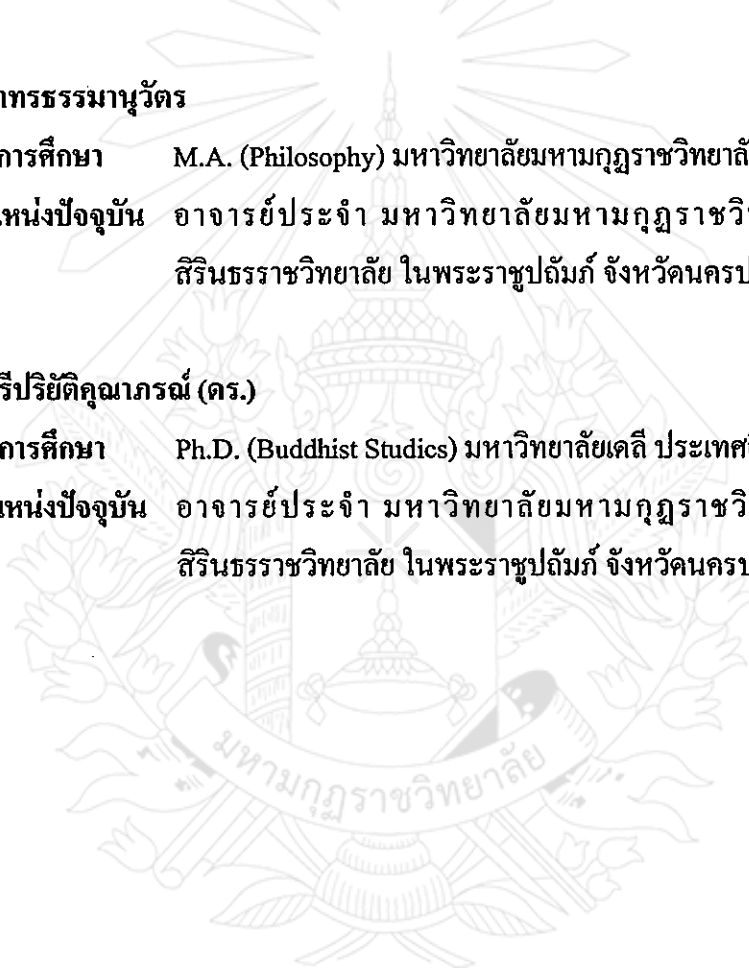 าทรธรรมานุวัตร
การศึกษา M.A. (Philosophy) มหาวิทยาลัยมหามกุฏราชวิทยาลั
แหน่งปัจจุบัน อาจารย์ประจำ มหาวิทยาลัยมหามกุฏราชวิ
สิรินธรราชวิทยาลัย ในพระราชูปถัมภ์ จังหวัดนครป
รีปริยัติคุณาภรณ์ (ดร.)
การศึกษา Ph.D. (Buddhist Studies) มหาวิทยาลัยเดลี ประเทศ
แหน่งปัจจุบัน อาจารย์ประจำ มหาวิทยาลัยมหามกุฏราชวิ
สิรินธรราชวิทยาลัย ในพระราชูปถัมภ์ จังหวัดนครป
มหามกุฏราชวิทยาลัย